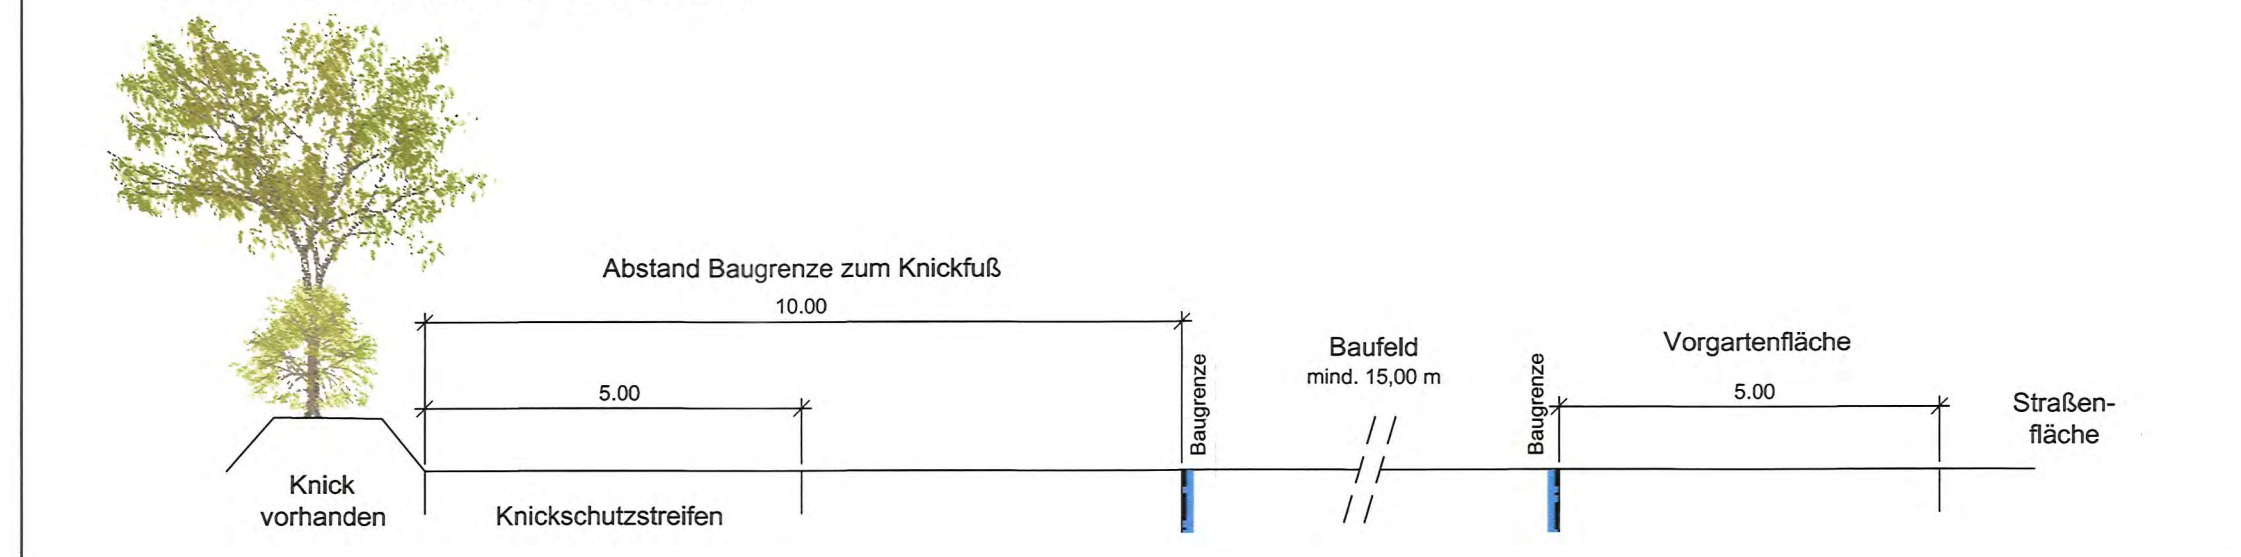 Abstand Baugrenze zum Knickfuß
10.00
5.00
Knick
vorhanden
Knickschutzstreifen
Baugrenze
Baufeld
mind. 15,00 m
Baugrenze
Vorgartenfläche
5.00
Straßen-
fläche